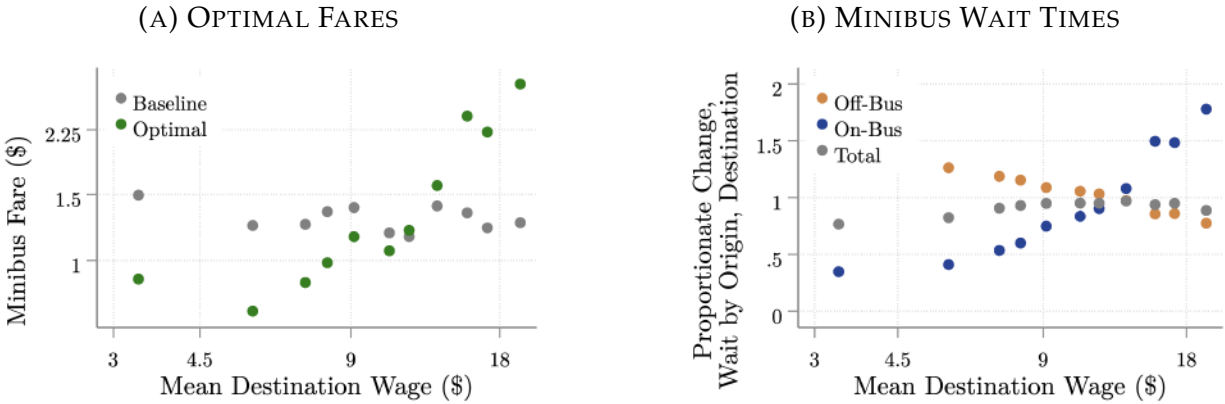 (A) OPTIMAL FARES
Minibus Fare ($)
2.25
1.5
1
Baseline
Optimal
3
4.5
9
18
Mean Destination Wage ($)
(B) MINIBUS WAIT TIMES
Proportionate Change,
Wait by Origin, Destination
2
1.5
1
.5
0
Off-Bus
On-Bus
Total
3
4.5
9
18
Mean Destination Wage ($)